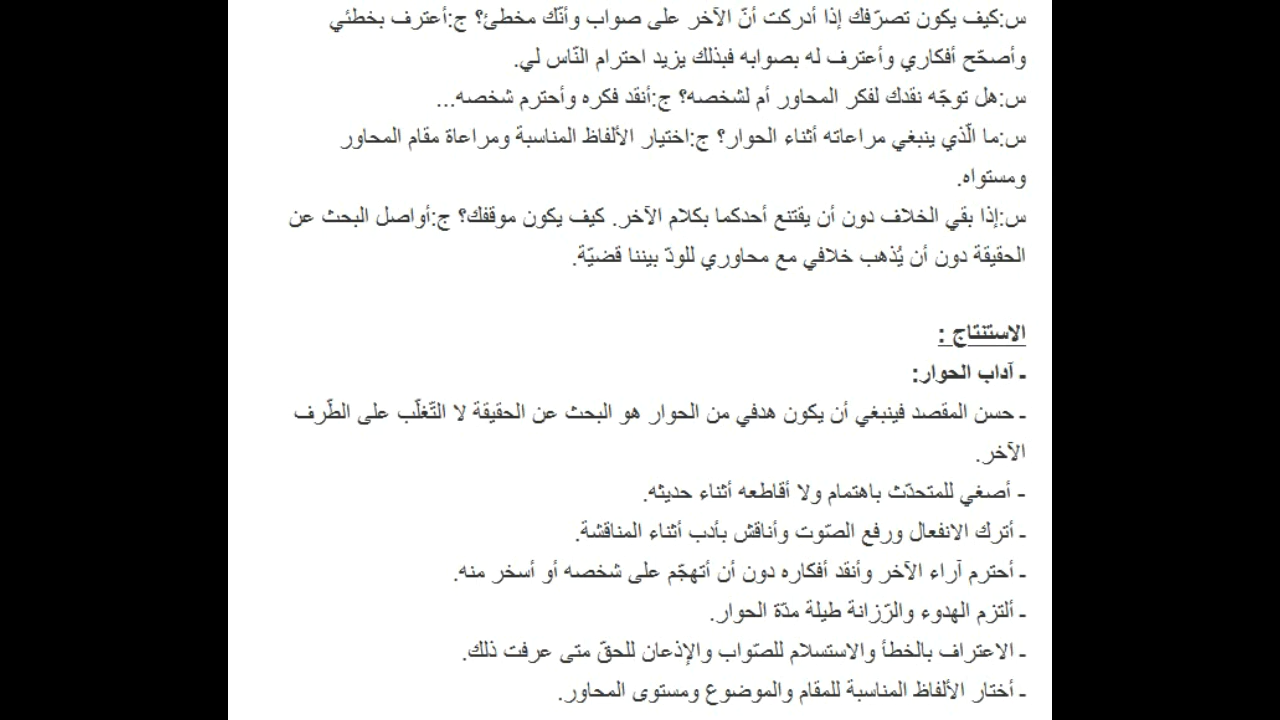 س:كيف يكون تصرّفك إذا أدركت أنّ الآخر على صواب وأنّك مخطئ؟ ج:أعترف بخطئي
وأصحّح أفكاري وأعترف له بصوابه فبذلك يزيد احترام النّاس لي.
س:هل توجّه نقدك لفكر المحاور أم لشخصه؟ ج:أنقد فكره وأحترم شخصه...
س:ما الّذي ينبغي مراعاته أثناء الحوار؟ ج:اختيار الألفاظ المناسبة ومراعاة مقام المحاور
ومستواه.
س:إذا بقي الخلاف دون أن يقتنع أحدكما بكلام الآخر. كيف يكون موقفك؟ ج:أواصل البحث عن
الحقيقة دون أن يُذهب خلافي مع محاوري للودّ بيننا قضيّة.
الاستنتاج :
ـ آداب الحوار:
ـ حسن المقصد فينبغي أن يكون هدفي من الحوار هو البحث عن الحقيقة لا التّغلّب على الطّرف
الآخر.
- أصغي للمتحدّث باهتمام ولا أقاطعه أثناء حديثه.
ـ أترك الانفعال ورفع الصّوت وأناقش بأدب أثناء المناقشة.
ـ أحترم آراء الآخر وأنقد أفكاره دون أن أتهجّم على شخصه أو أسخر منه.
ـ ألتزم الهدوء والرّزانة طيلة مدّة الحوار.
ـ الاعتراف بالخطأ والاستسلام للصّواب والإذعان للحقّ متى عرفت ذلك.
ـ أختار الألفاظ المناسبة للمقام والموضوع ومستوى المحاور.